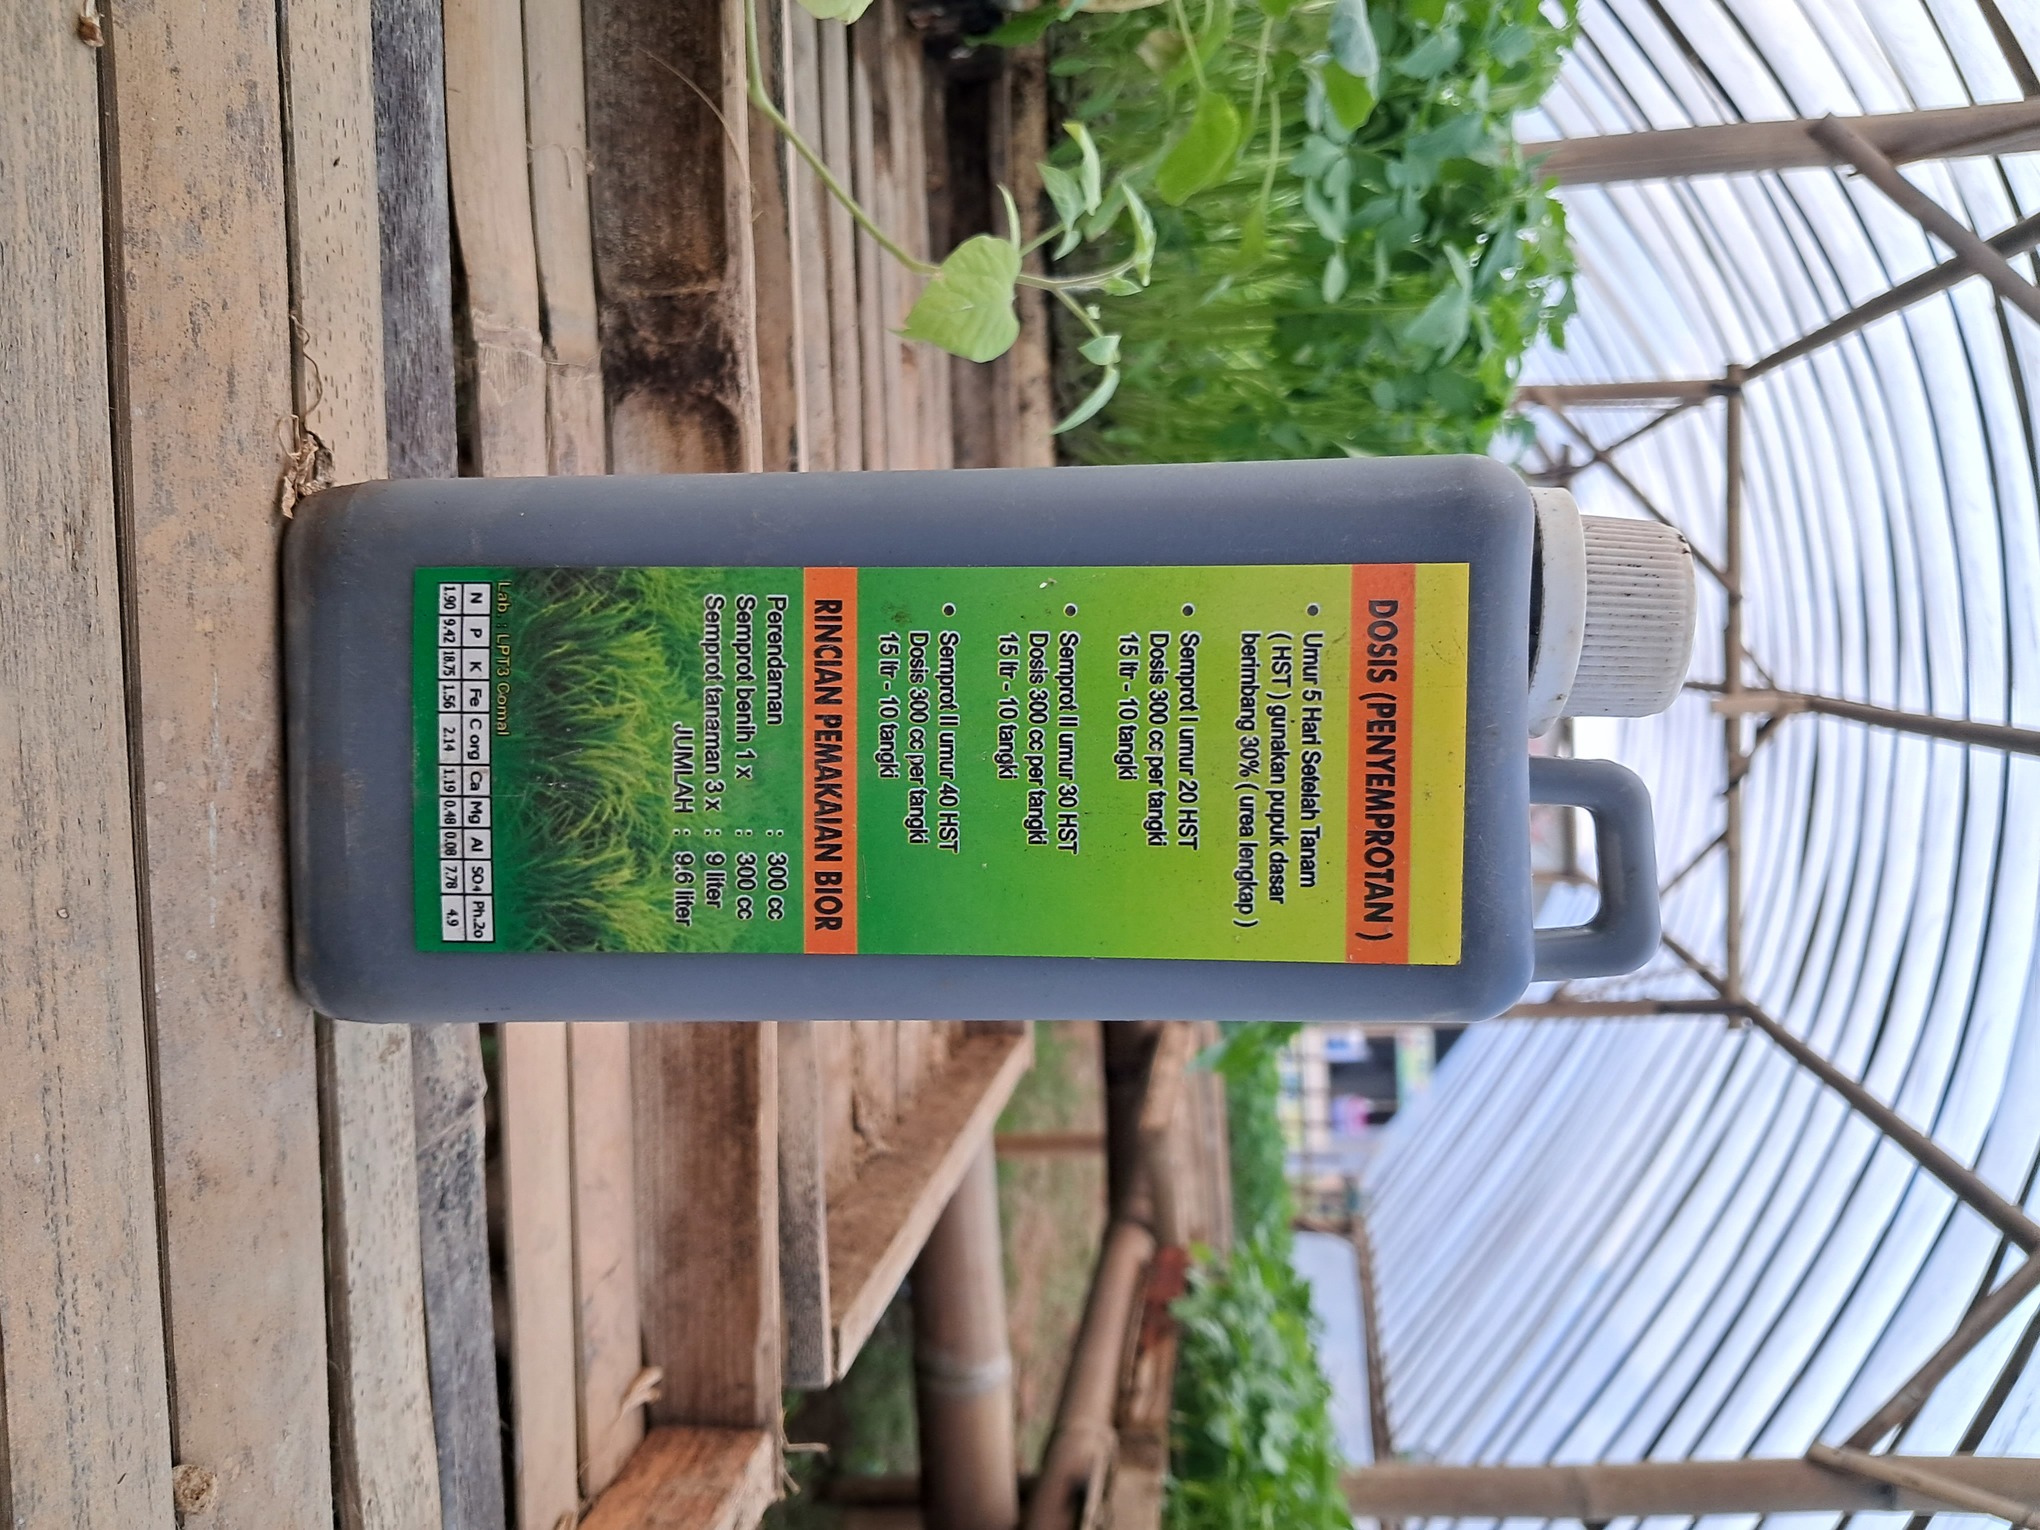 DOSIS (PENYEMPROTAN )
• Umur 5 Hari Setelah Tanam
( HST ) gunakan pupuk dasar
berimbang 30% ( urea lengkap )
• Semprot I umur 20 HST
Dosis 300 cc per tangki
15 ltr - 10 tangki
• Semprot II umur 30 HST
Dosis 300 cc per tangki
15 ltr - 10 tangki
• Semprot II umur 40 HST
Dosis 300 cc per tangki
15 ltr - 10 tangki
RINCIAN PEMAKAIAN BIOR
Perendaman : 300 cc
Semprot benih 1 x : 300 cc
Semprot tanaman 3 x : 9 liter
JUMLAH : 9.6 liter
Lab. : LPT3 Comal
N P K Fe C org Ca Mg Al SO4 Ph.2o
1.90 9.42 18.75 1.56 2.14 1.19 0.48 0.08 7.78 4.9